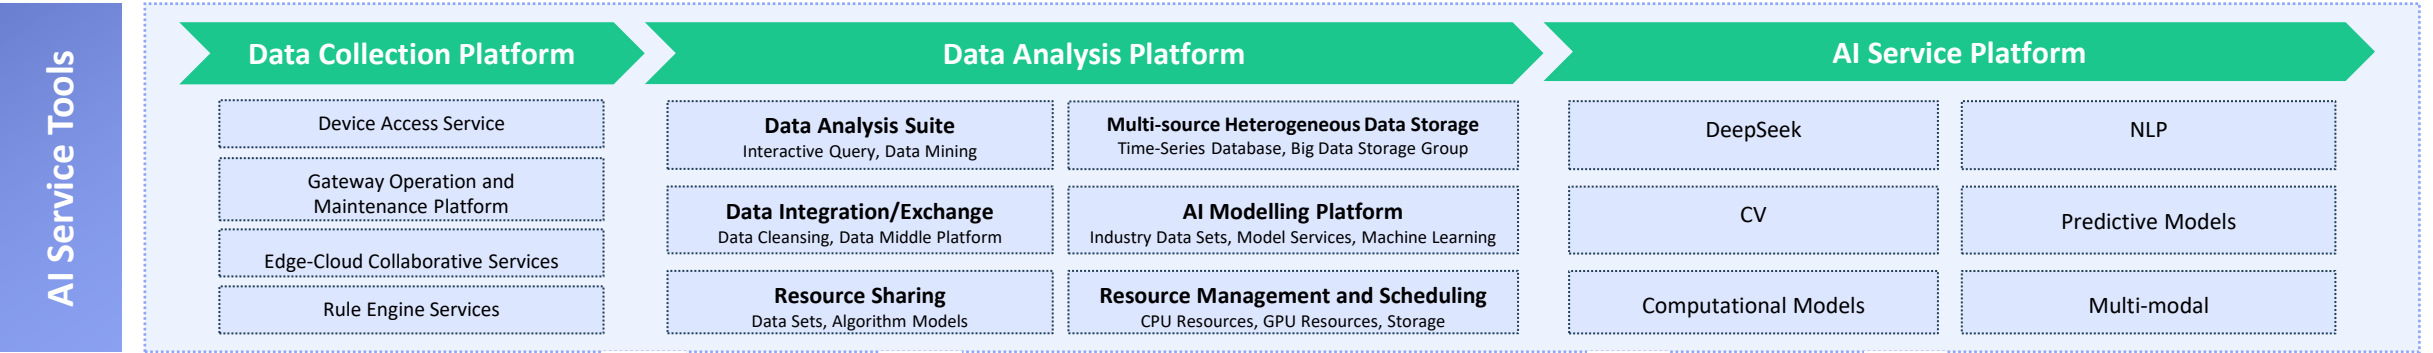 AI Service Tools
Data Collection Platform
Device Access Service
Gateway Operation and
Maintenance Platform
Edge-Cloud Collaborative Services
Rule Engine Services
Data Analysis Platform
Data Analysis Suite
Interactive Query, Data Mining
Multi-source Heterogeneous Data Storage
Time-Series Database, Big Data Storage Group
Data Integration/Exchange
Data Cleansing, Data Middle Platform
AI Modelling Platform
Industry Data Sets, Model Services, Machine Learning
Resource Sharing
Data Sets, Algorithm Models
Resource Management and Scheduling
CPU Resources, GPU Resources, Storage
AI Service Platform
DeepSeek
NLP
CV
Predictive Models
Computational Models
Multi-modal